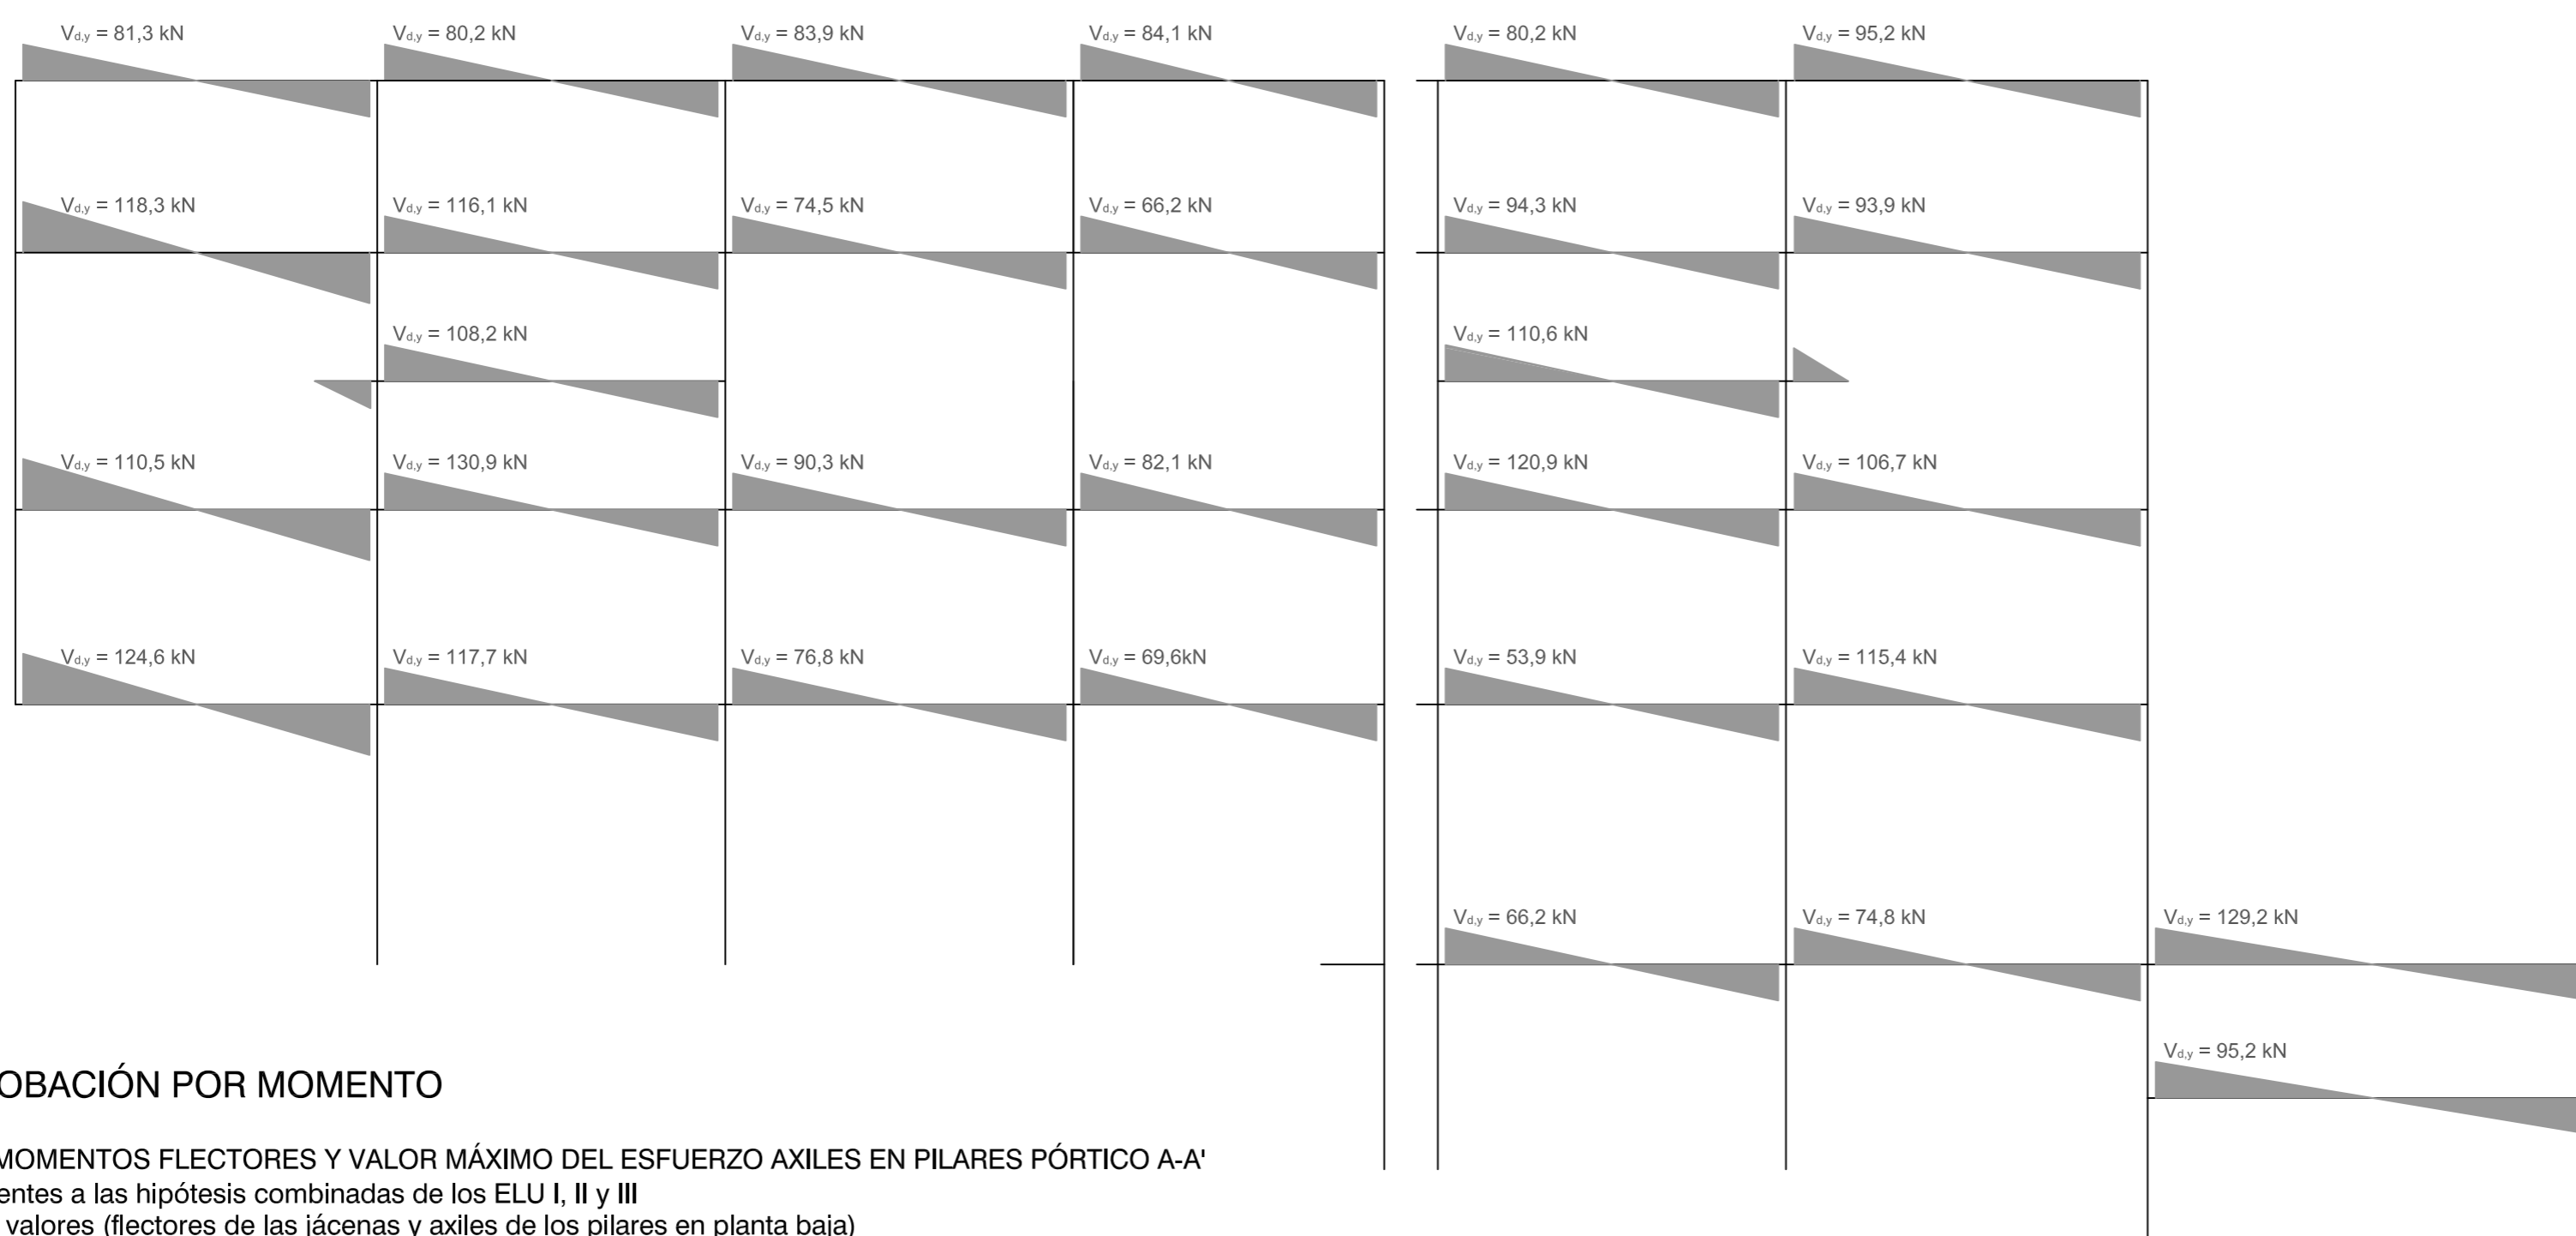 Vd,y = 81,3 kN
Vd,y = 80,2 kN
Vd,y = 83,9 kN
Vd,y = 84,1 kN
Vd,y = 80,2 kN
Vd,y = 95,2 kN
Vd,y = 118,3 kN
Vd,y = 116,1 kN
Vd,y = 74,5 kN
Vd,y = 66,2 kN
Vd,y = 94,3 kN
Vd,y = 93,9 kN
Vd,y = 108,2 kN
Vd,y = 110,6 kN
Vd,y = 110,5 kN
Vd,y = 130,9 kN
Vd,y = 90,3 kN
Vd,y = 82,1 kN
Vd,y = 120,9 kN
Vd,y = 106,7 kN
Vd,y = 124,6 kN
Vd,y = 117,7 kN
Vd,y = 76,8 kN
Vd,y = 69,6kN
Vd,y = 53,9 kN
Vd,y = 115,4 kN
Vd,y = 66,2 kN
Vd,y = 74,8 kN
Vd,y = 129,2 kN
Vd,y = 95,2 kN
OBACIÓN POR MOMENTO
MOMENTOS FLECTORES Y VALOR MÁXIMO DEL ESFUERZO AXILES EN PILARES PÓRTICO A-A'
entes a las hipótesis combinadas de los ELU I, II y III
valores (flectores de las jácenas y axiles de los pilares en planta baja)